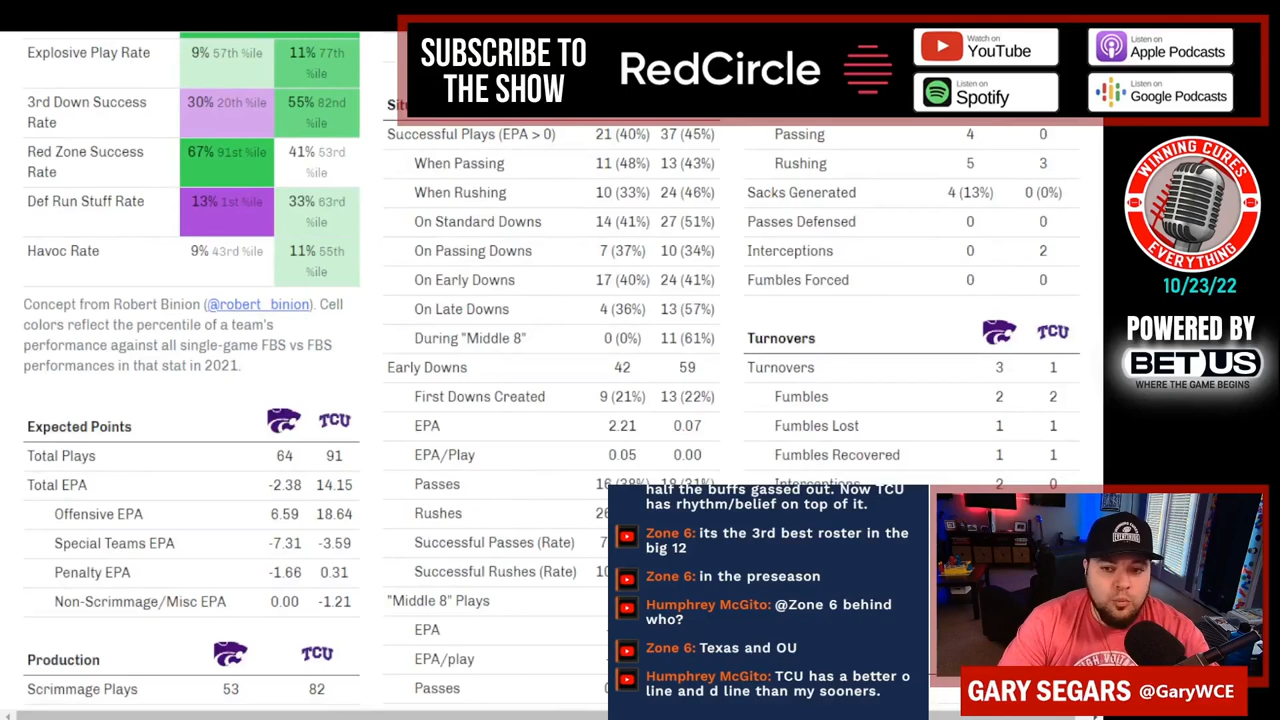 SUBSCRIBE TO
THE SHOW
RedCircle
Watch on
YouTube
Listen on
Spotify
Listen on
Apple Podcasts
Listen on
Google Podcasts
Explosive Play Rate 9% 57th %ile 11% 77th
%ile
3rd Down Success 30% 20th %ile 55% 82nd
Rate %ile
Red Zone Success 67% 91st %ile 41% 53rd
Rate %ile
Def Run Stuff Rate 13% 1st %ile 33% 63rd
%ile
Havoc Rate 9% 43rd %ile 11% 55th
%ile
Concept from Robert Binion (@robert_binion). Cell
colors reflect the percentile of a team's
performance against all single-game FBS vs FBS
performances in that stat in 2021.
Expected Points TCU
Total Plays 64 91
Total EPA -2.38 14.15
Offensive EPA 6.59 18.64
Special Teams EPA -7.31 -3.59
Penalty EPA -1.66 0.31
Non-Scrimmage/Misc EPA 0.00 -1.21
Production TCU
Scrimmage Plays 53 82
Successful Plays (EPA > 0) 21 (40%) 37 (45%)
When Passing 11 (48%) 13 (43%)
When Rushing 10 (33%) 24 (46%)
On Standard Downs 14 (41%) 27 (51%)
On Passing Downs 7 (37%) 10 (34%)
On Early Downs 17 (40%) 24 (41%)
On Late Downs 4 (36%) 13 (57%)
During "Middle 8" 0 (0%) 11 (61%)
Early Downs 42 59
First Downs Created 9 (21%) 13 (22%)
EPA 2.21 0.07
EPA/Play 0.05 0.00
Passes
Rushes
Successful Passes (Rate)
Successful Rushes (Rate)
"Middle 8" Plays
EPA
EPA/play
Passes
Passing 4 0
Rushing 5 3
Sacks Generated 4 (13%) 0 (0%)
Passes Defensed 0 0
Interceptions 0 2
Fumbles Forced 0 0
Turnovers TCU
Turnovers 3 1
Fumbles 2 2
Fumbles Lost 1 1
Fumbles Recovered 1 1
Interceptions 2 0
half the buffs gassed out. Now TCU
has rhythm/belief on top of it.
Zone 6: its the 3rd best roster in the
big 12
Zone 6: in the preseason
Humphrey McGito: @Zone 6 behind
who?
Zone 6: Texas and OU
Humphrey McGito: TCU has a better o
line and d line than my sooners.
WINNING CURES
EVERYTHING
10/23/22
POWERED BY
BETUS
WHERE THE GAME BEGINS
GARY SEGARS @GaryWCE